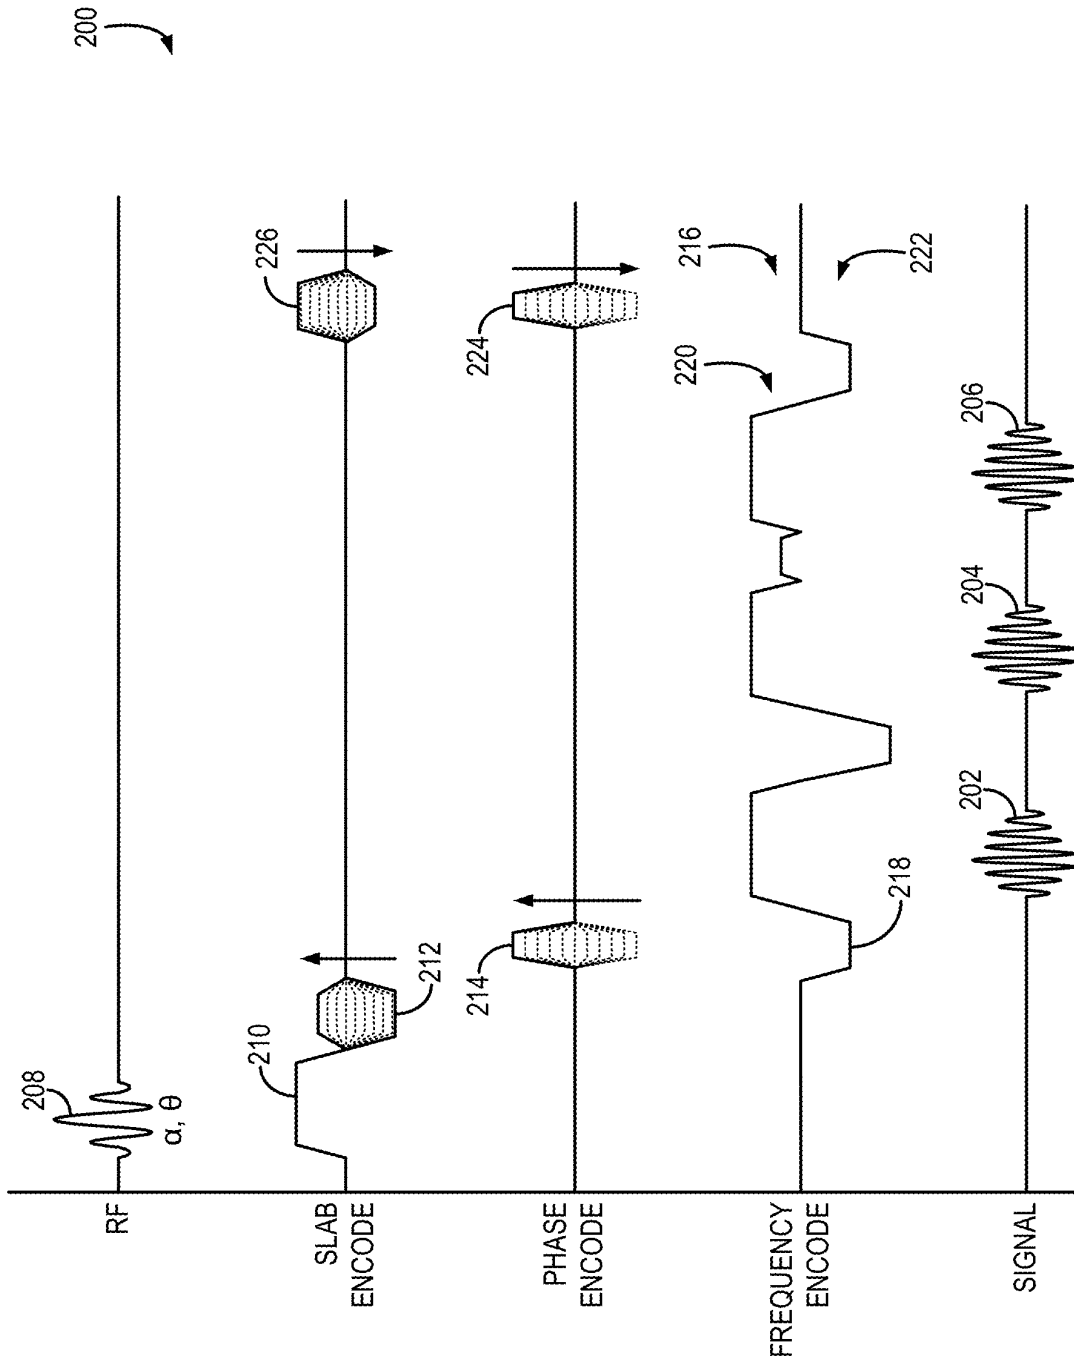 200
RF
208
α, θ
SLAB
ENCODE
210
212
226
PHASE
ENCODE
214
224
FREQUENCY
ENCODE
218
220
216
222
SIGNAL
202
204
206